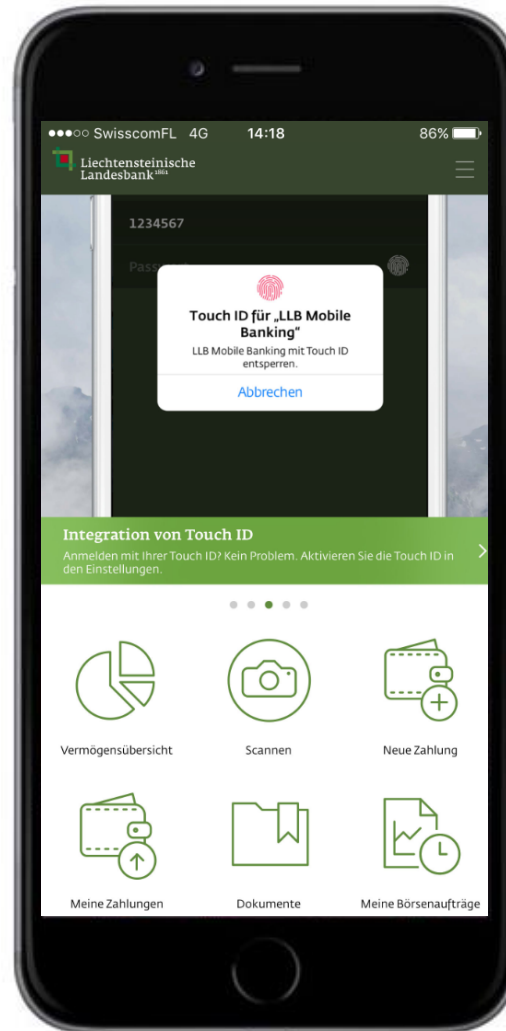 ●●●○○ SwisscomFL 4G 14:18 86%
Liechtensteinische
Landesbank 1861
1234567
Touch ID für „LLB Mobile
Banking“
LLB Mobile Banking mit Touch ID
entsperren.
Abbrechen
Integration von Touch ID
Anmelden mit Ihrer Touch ID? Kein Problem. Aktivieren Sie die Touch ID in
den Einstellungen.
Vermögensübersicht Scannen Neue Zahlung
Meine Zahlungen Dokumente Meine Börsenaufträge